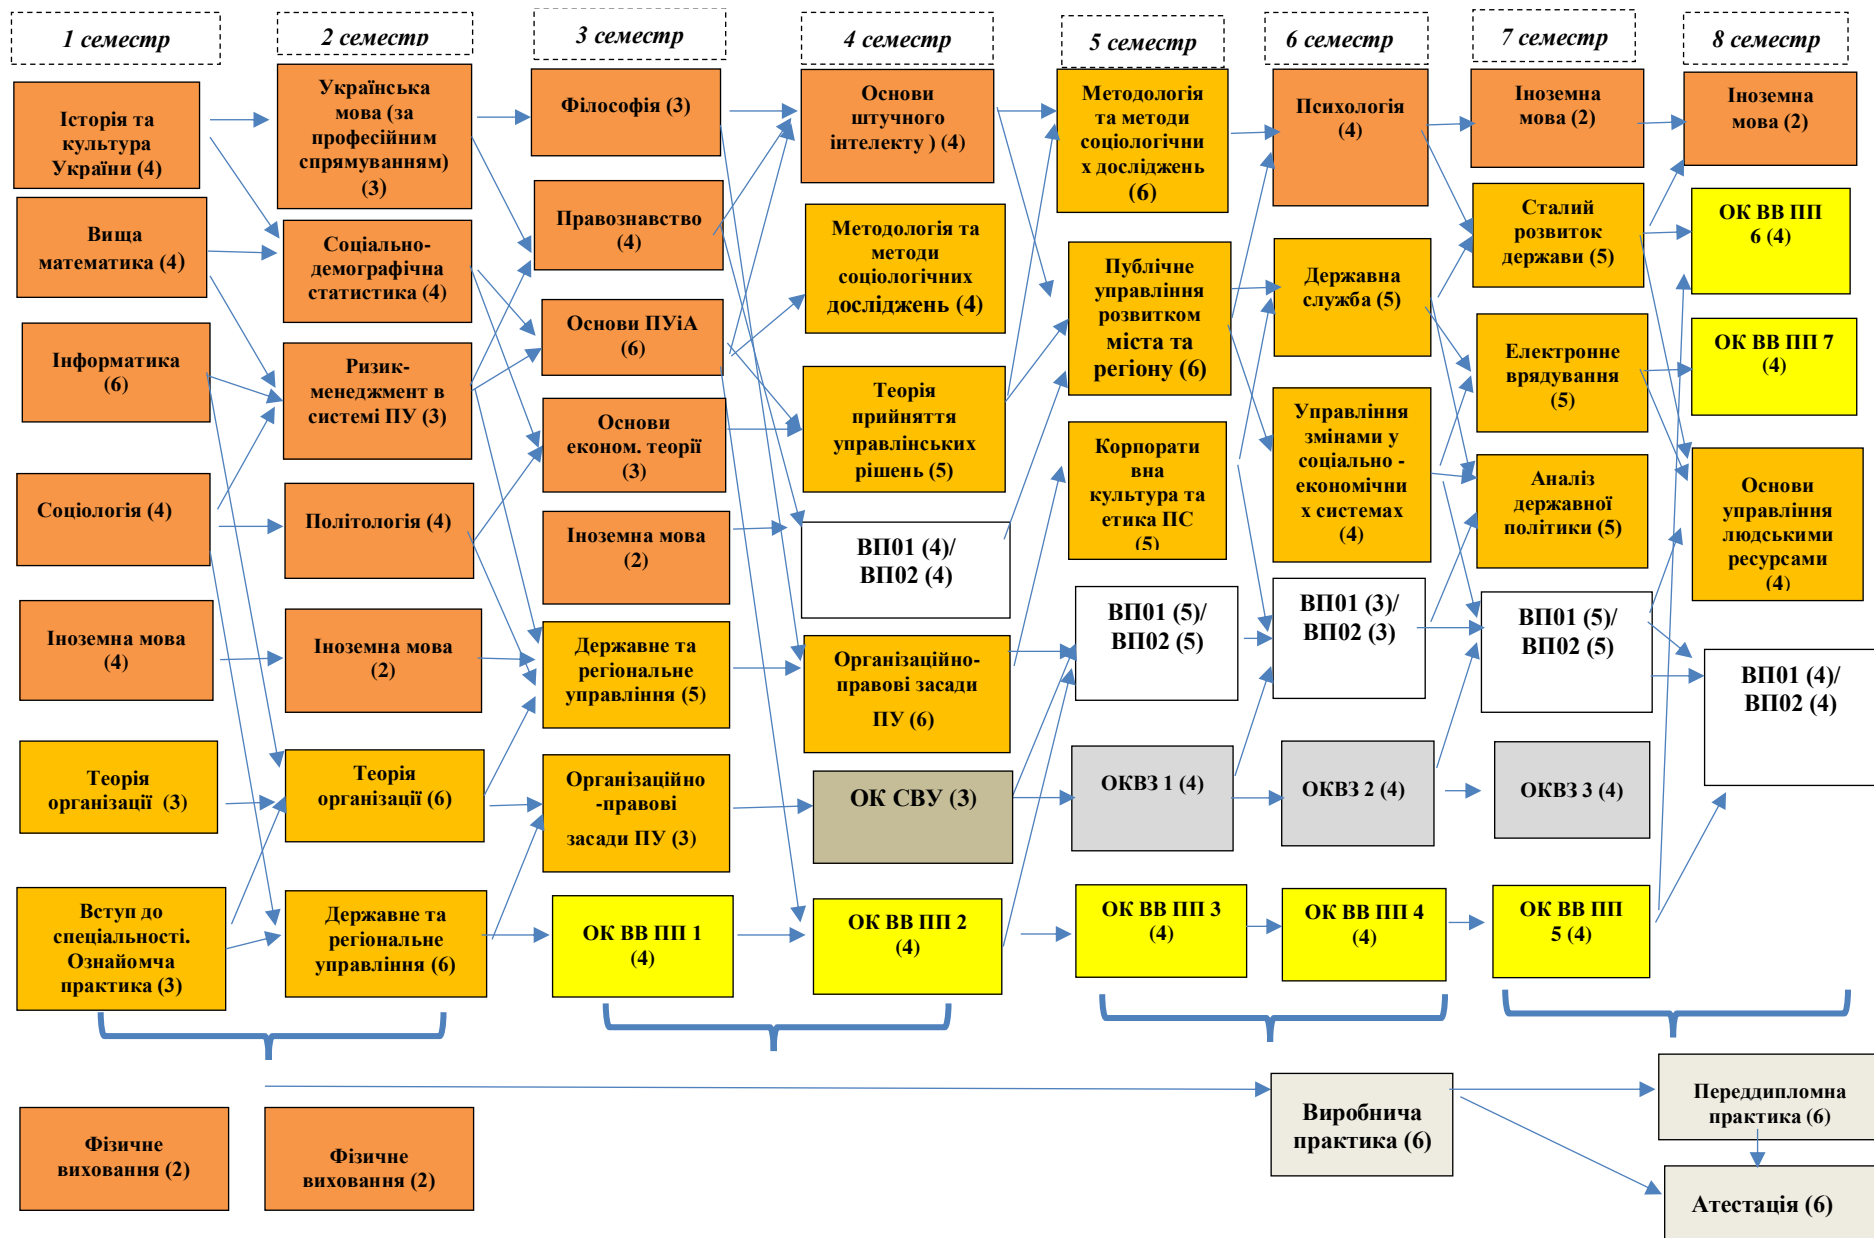 1 семестр
2 семестр
3 семестр
4 семестр
5 семестр
6 семестр
7 семестр
8 семестр
Історія та
культура
України (4)
Вища
математика (4)
Інформатика
(6)
Соціологія (4)
Іноземна мова
(4)
Теорія
організації (3)
Вступ до
спеціальності.
Ознайомча
практика (3)
Українська
мова (за
професійним
спрямуванням)
(3)
Соціально-
демографічна
статистика (4)
Ризик-
менеджмент в
системі ПУ (3)
Політологія (4)
Іноземна мова
(2)
Теорія
організації (6)
Державне та
регіональне
управління (6)
Філософія (3)
Правознавство
(4)
Основи ПУіА
(6)
Основи
економ. теорії
(3)
Іноземна мова
(2)
Державне та
регіональне
управління (5)
Організаційно
-правові
засади ПУ (3)
ОК ВВ ПП 1
(4)
Основи
штучного
інтелекту ) (4)
Методологія та
методи
соціологічних
досліджень (4)
Теорія
прийняття
управлінських
рішень (5)
ВП01 (4)/
ВП02 (4)
Організаційно-
правові засади
ПУ (6)
ОК СВУ (3)
ОК ВВ ПП 2
(4)
Методологія
та методи
соціологічни
х досліджень
(6)
Публічне
управління
розвитком
міста та
регіону (6)
Корпорати
вна
культура та
етика ПС
(5)
ВП01 (5)/
ВП02 (5)
ОКВЗ 1 (4)
ОК ВВ ПП 3
(4)
Психологія
(4)
Державна
служба (5)
Управління
змінами у
соціально -
економічни
х системах
(4)
ВП01 (3)/
ВП02 (3)
ОКВЗ 2 (4)
ОК ВВ ПП 4
(4)
Іноземна
мова (2)
Сталий
розвиток
держави (5)
Електронне
врядування
(5)
Аналіз
державної
політики (5)
ВП01 (5)/
ВП02 (5)
ОКВЗ 3 (4)
ОК ВВ ПП
5 (4)
Іноземна
мова (2)
ОК ВВ ПП
6 (4)
ОК ВВ ПП 7
(4)
Основи
управління
людськими
ресурсами
(4)
ВП01 (4)/
ВП02 (4)
Фізичне
виховання (2)
Фізичне
виховання (2)
Виробнича
практика (6)
Переддипломна
практика (6)
Атестація (6)